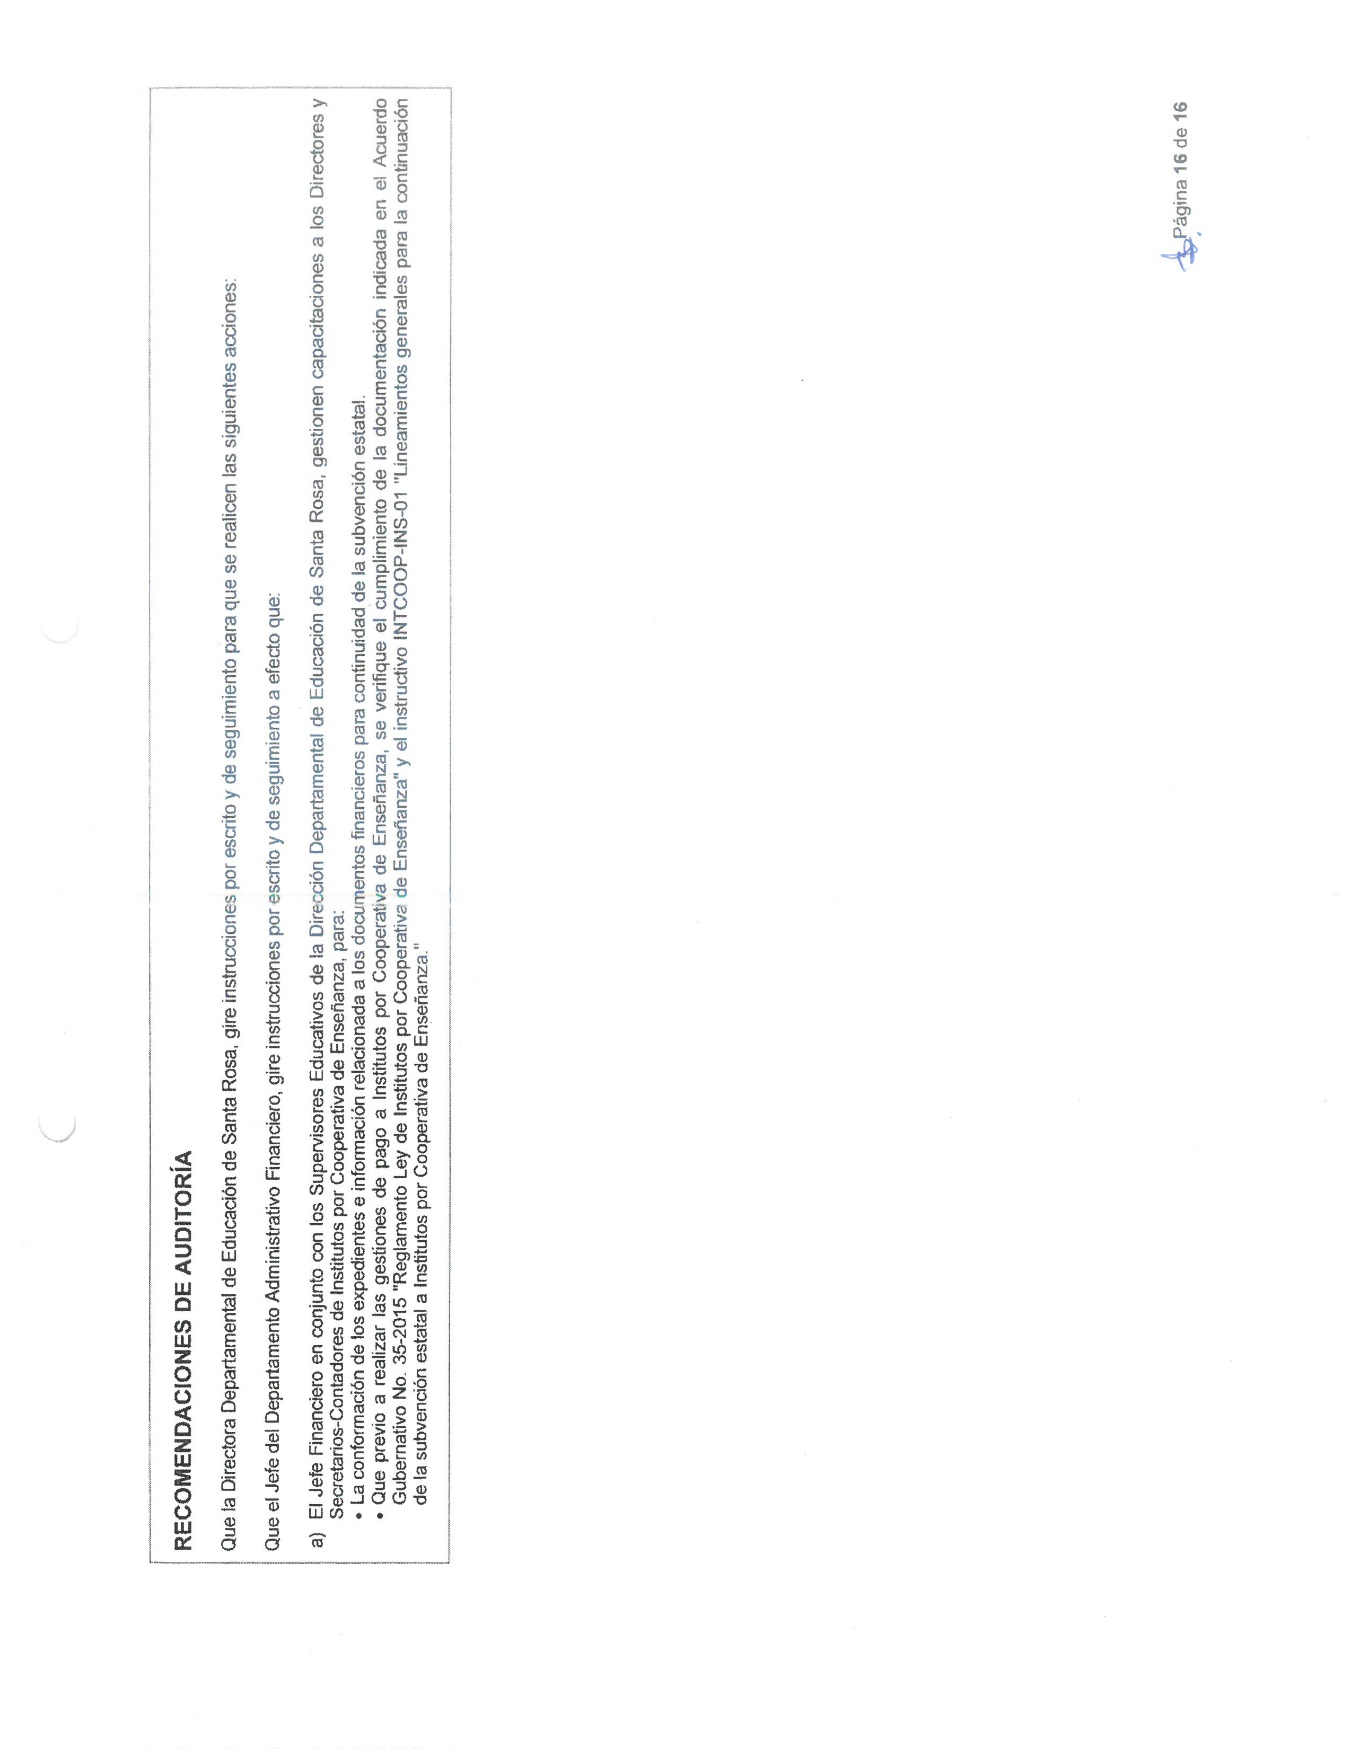 RECOMENDACIONES DE AUDITORÍA
Que la Directora Departamental de Educación de Santa Rosa, gire instrucciones por escrito y de seguimiento para que se realicen las siguientes acciones:
Que el Jefe del Departamento Administrativo Financiero, gire instrucciones por escrito y de seguimiento a efecto que:
a) El Jefe Financiero en conjunto con los Supervisores Educativos de la Dirección Departamental de Educación de Santa Rosa, gestionen capacitaciones a los Directores y
Secretarios-Contadores de Institutos por Cooperativa de Enseñanza, para:
• La conformación de los expedientes e información relacionada a los documentos financieros para continuidad de la subvención estatal.
• Que previo a realizar las gestiones de pago a Institutos por Cooperativa de Enseñanza, se verifique el cumplimiento de la documentación indicada en el Acuerdo
Gubernativo No. 35-2015 "Reglamento Ley de Institutos por Cooperativa de Enseñanza" y el instructivo INTCOOP-INS-01 "Lineamientos generales para la continuación
de la subvención estatal a Institutos por Cooperativa de Enseñanza."
Página 16 de 16